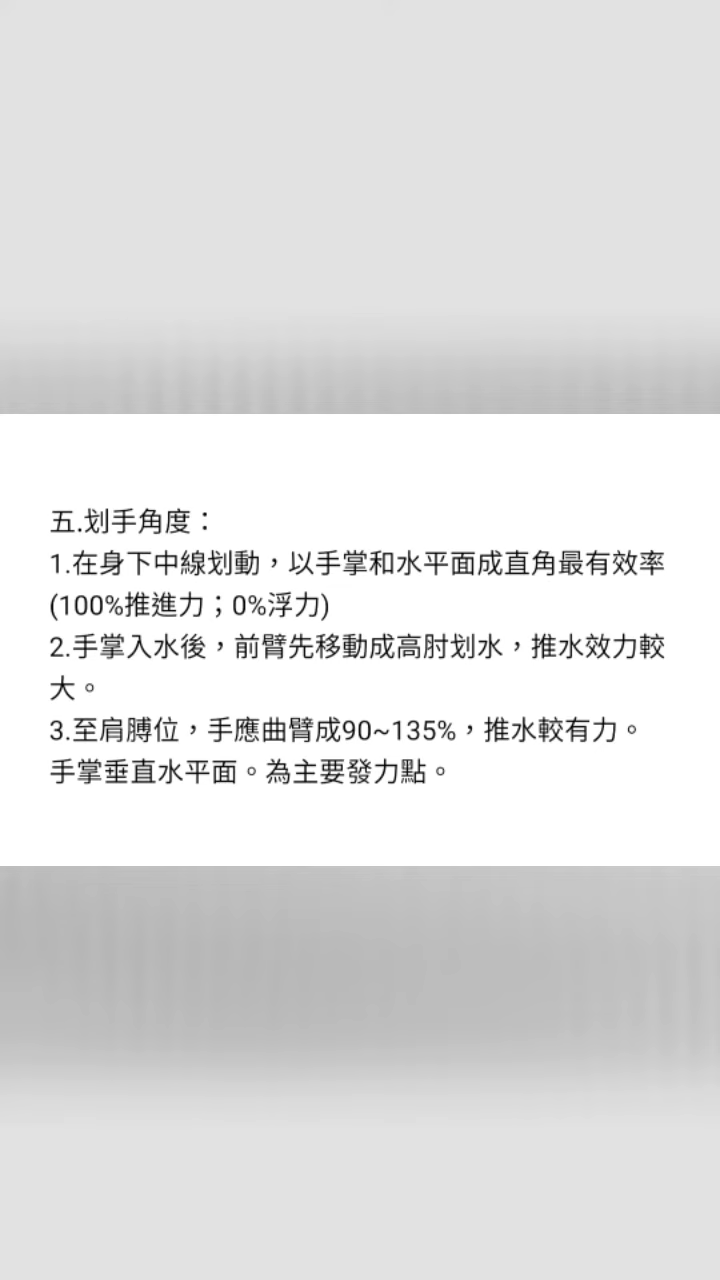 五.划手角度：
1.在身下中線划動，以手掌和水平面成直角最有效率
(100%推進力；0%浮力)
2.手掌入水後，前臂先移動成高肘划水，推水效力較
大。
3.至肩膊位，手應曲臂成90~135%，推水較有力。
手掌垂直水平面。為主要發力點。